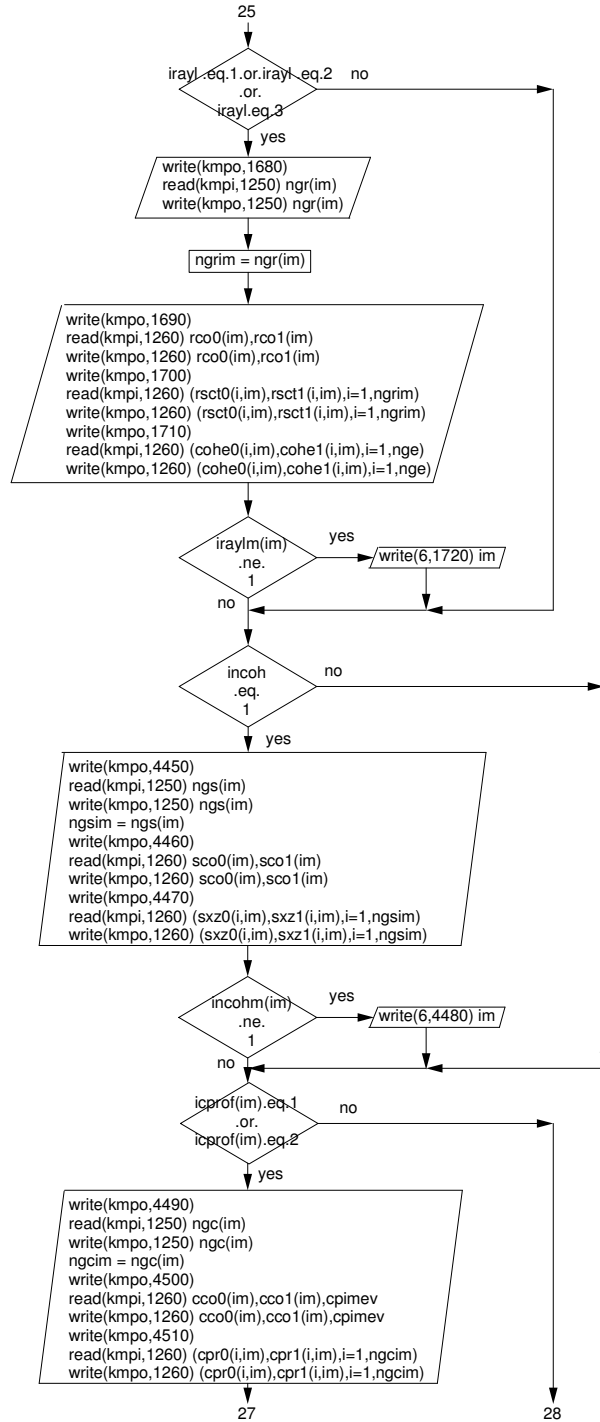 25
irayl .eq.1.or.irayl .eq.2
.or.
irayl.eq.3
no
yes
write(kmpo,1680)
read(kmpi,1250) ngr(im)
write(kmpo,1250) ngr(im)
ngrim = ngr(im)
write(kmpo,1690)
read(kmpi,1260) rco0(im),rco1(im)
write(kmpo,1260) rco0(im),rco1(im)
write(kmpo,1700)
read(kmpi,1260) (rsct0(i,im),rsct1(i,im),i=1,ngrim)
write(kmpo,1260) (rsct0(i,im),rsct1(i,im),i=1,ngrim)
write(kmpo,1710)
read(kmpi,1260) (cohe0(i,im),cohe1(i,im),i=1,nge)
write(kmpo,1260) (cohe0(i,im),cohe1(i,im),i=1,nge)
iraylm(im)
.ne.
1
yes
write(6,1720) im
no
incoh
.eq.
1
no
yes
write(kmpo,4450)
read(kmpi,1250) ngs(im)
write(kmpo,1250) ngs(im)
ngsim = ngs(im)
write(kmpo,4460)
read(kmpi,1260) sco0(im),sco1(im)
write(kmpo,1260) sco0(im),sco1(im)
write(kmpo,4470)
read(kmpi,1260) (sxz0(i,im),sxz1(i,im),i=1,ngsim)
write(kmpo,1260) (sxz0(i,im),sxz1(i,im),i=1,ngsim)
incohm(im)
.ne.
1
yes
write(6,4480) im
no
icprof(im).eq.1
.or.
icprof(im).eq.2
no
yes
write(kmpo,4490)
read(kmpi,1250) ngc(im)
write(kmpo,1250) ngc(im)
ngcim = ngc(im)
write(kmpo,4500)
read(kmpi,1260) cco0(im),cco1(im),cpimev
write(kmpo,1260) cco0(im),cco1(im),cpimev
write(kmpo,4510)
read(kmpi,1260) (cpr0(i,im),cpr1(i,im),i=1,ngcim)
write(kmpo,1260) (cpr0(i,im),cpr1(i,im),i=1,ngcim)
27
28